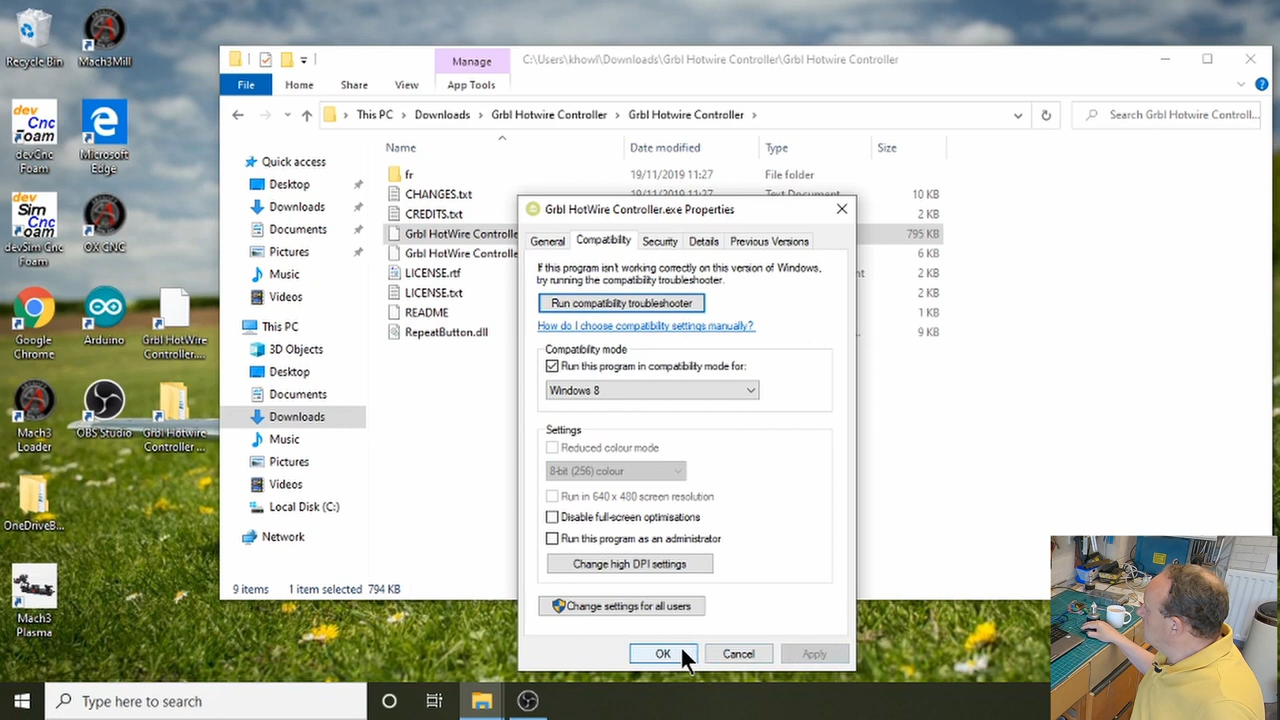 Recycle Bin
Mach3Mill
dev Cnc Foam
devCnc Foam
Microsoft Edge
dev Sim Cnc Foam
devSim Cnc Foam
OX CNC
Google Chrome
Arduino
Grbl HotWire Controller....
Mach3 Loader
OBS Studio
Grbl Hotwire Controller ...
OneDriveB...
Mach3 Plasma
Manage
C:\Users\khowl\Downloads\Grbl Hotwire Controller\Grbl Hotwire Controller
File
Home
Share
View
App Tools
This PC
Downloads
Grbl Hotwire Controller
Grbl Hotwire Controller
Search Grbl Hotwire Controll...
Name
Date modified
Type
Size
Quick access
Desktop
Downloads
Documents
Pictures
Music
Videos
This PC
3D Objects
Desktop
Documents
Downloads
Music
Pictures
Videos
Local Disk (C:)
Network
fr
19/11/2019 11:27
File folder
CHANGES.txt
19/11/2019 11:27
Text Document
10 KB
CREDITS.txt
2 KB
Grbl HotWire Controlle
795 KB
Grbl HotWire Controlle
6 KB
LICENSE.rtf
2 KB
LICENSE.txt
2 KB
README
1 KB
RepeatButton.dll
9 KB
9 items
1 item selected 794 KB
Grbl HotWire Controller.exe Properties
General
Compatibility
Security
Details
Previous Versions
If this program isn't working correctly on this version of Windows,
try running the compatibility troubleshooter.
Run compatibility troubleshooter
How do I choose compatibility settings manually?
Compatibility mode
Run this program in compatibility mode for:
Windows 8
Settings
Reduced colour mode
8-bit (256) colour
Run in 640 x 480 screen resolution
Disable full-screen optimisations
Run this program as an administrator
Change high DPI settings
Change settings for all users
OK
Cancel
Apply
Type here to search